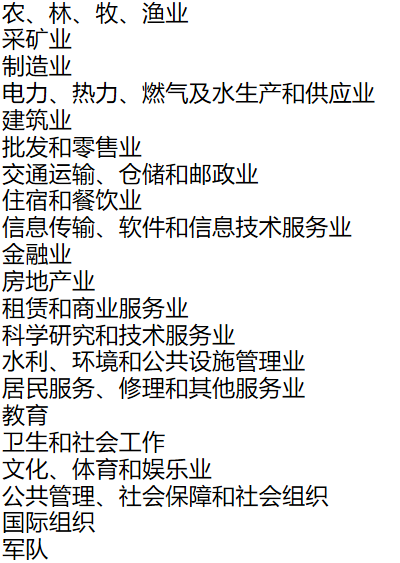 农、林、牧、渔业
采矿业
制造业
电力、热力、燃气及水生产和供应业
建筑业
批发和零售业
交通运输、仓储和邮政业
住宿和餐饮业
信息传输、软件和信息技术服务业
金融业
房地产业
租赁和商业服务业
科学研究和技术服务业
水利、环境和公共设施管理业
居民服务、修理和其他服务业
教育
卫生和社会工作
文化、体育和娱乐业
公共管理、社会保障和社会组织
国际组织
军队